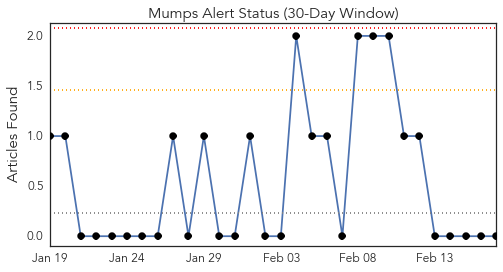 Mumps Alert Status (30-Day Window)
Articles Found
2.0
1.5
1.0
0.5
0.0
Jan 19 Jan 24 Jan 29 Feb 03 Feb 08 Feb 13